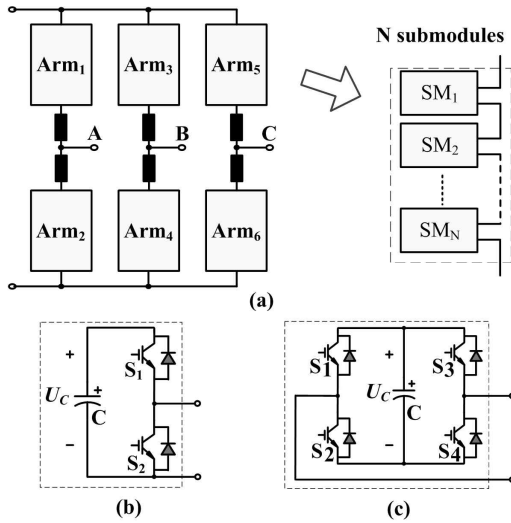 N submodules
Arm1 Arm3 Arm5
SM1
A B C
SM2
Arm2 Arm4 Arm6
SMN
(a)
+ S1
UC + C
− S2
(b)
S1 + S3
UC + C
S2 − S4
(c)